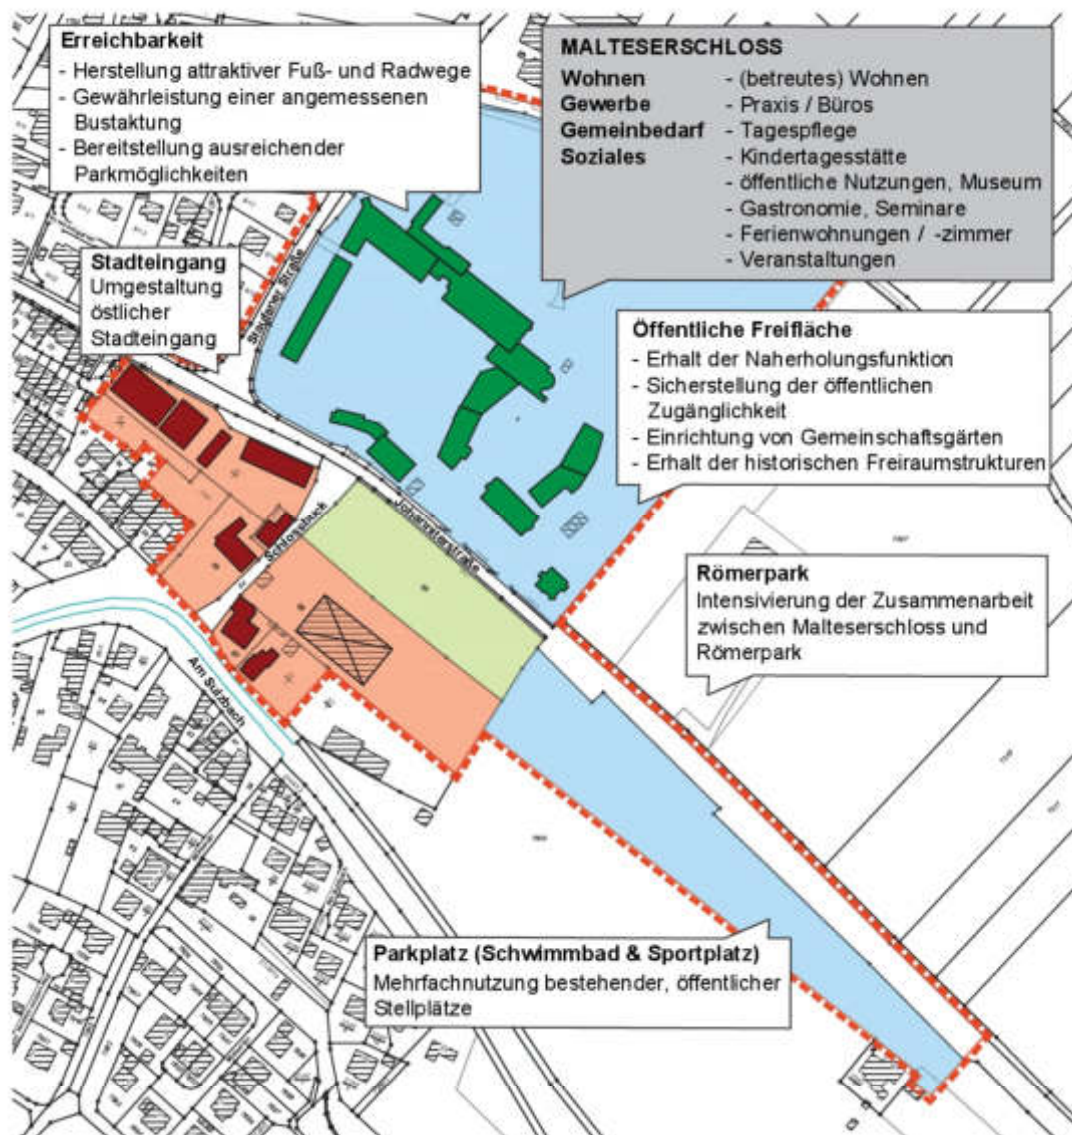 Erreichbarkeit
- Herstellung attraktiver Fuß- und Radwege
- Gewährleistung einer angemessenen
Bustaktung
- Bereitstellung ausreichender
Parkmöglichkeiten
MALTESERSCHLOSS
Wohnen - (betreutes) Wohnen
Gewerbe - Praxis / Büros
Gemeinbedarf - Tagespflege
Soziales - Kindertagesstätte
- öffentliche Nutzungen, Museum
- Gastronomie, Seminare
- Ferienwohnungen / -zimmer
- Veranstaltungen
Stadteingang
Umgestaltung
östlicher
Stadteingang
Öffentliche Freifläche
- Erhalt der Naherholungsfunktion
- Sicherstellung der öffentlichen
Zugänglichkeit
- Einrichtung von Gemeinschaftsgärten
- Erhalt der historischen Freiraumstrukturen
Johanniterstraße
Schlossbuck
Römerpark
Intensivierung der Zusammenarbeit
zwischen Malteserschloss und
Römerpark
Am Sulzbach
Parkplatz (Schwimmbad & Sportplatz)
Mehrfachnutzung bestehender, öffentlicher
Stellplätze